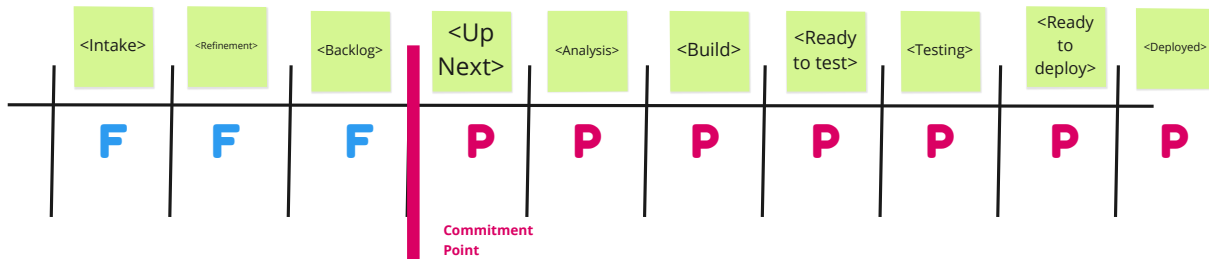 <Intake>
<Refinement>
<Backlog>
<Up
Next>
<Analysis>
<Build>
<Ready
to test>
<Testing>
<Ready
to
deploy>
<Deployed>
F
F
F
P
P
P
P
P
P
P
Commitment
Point